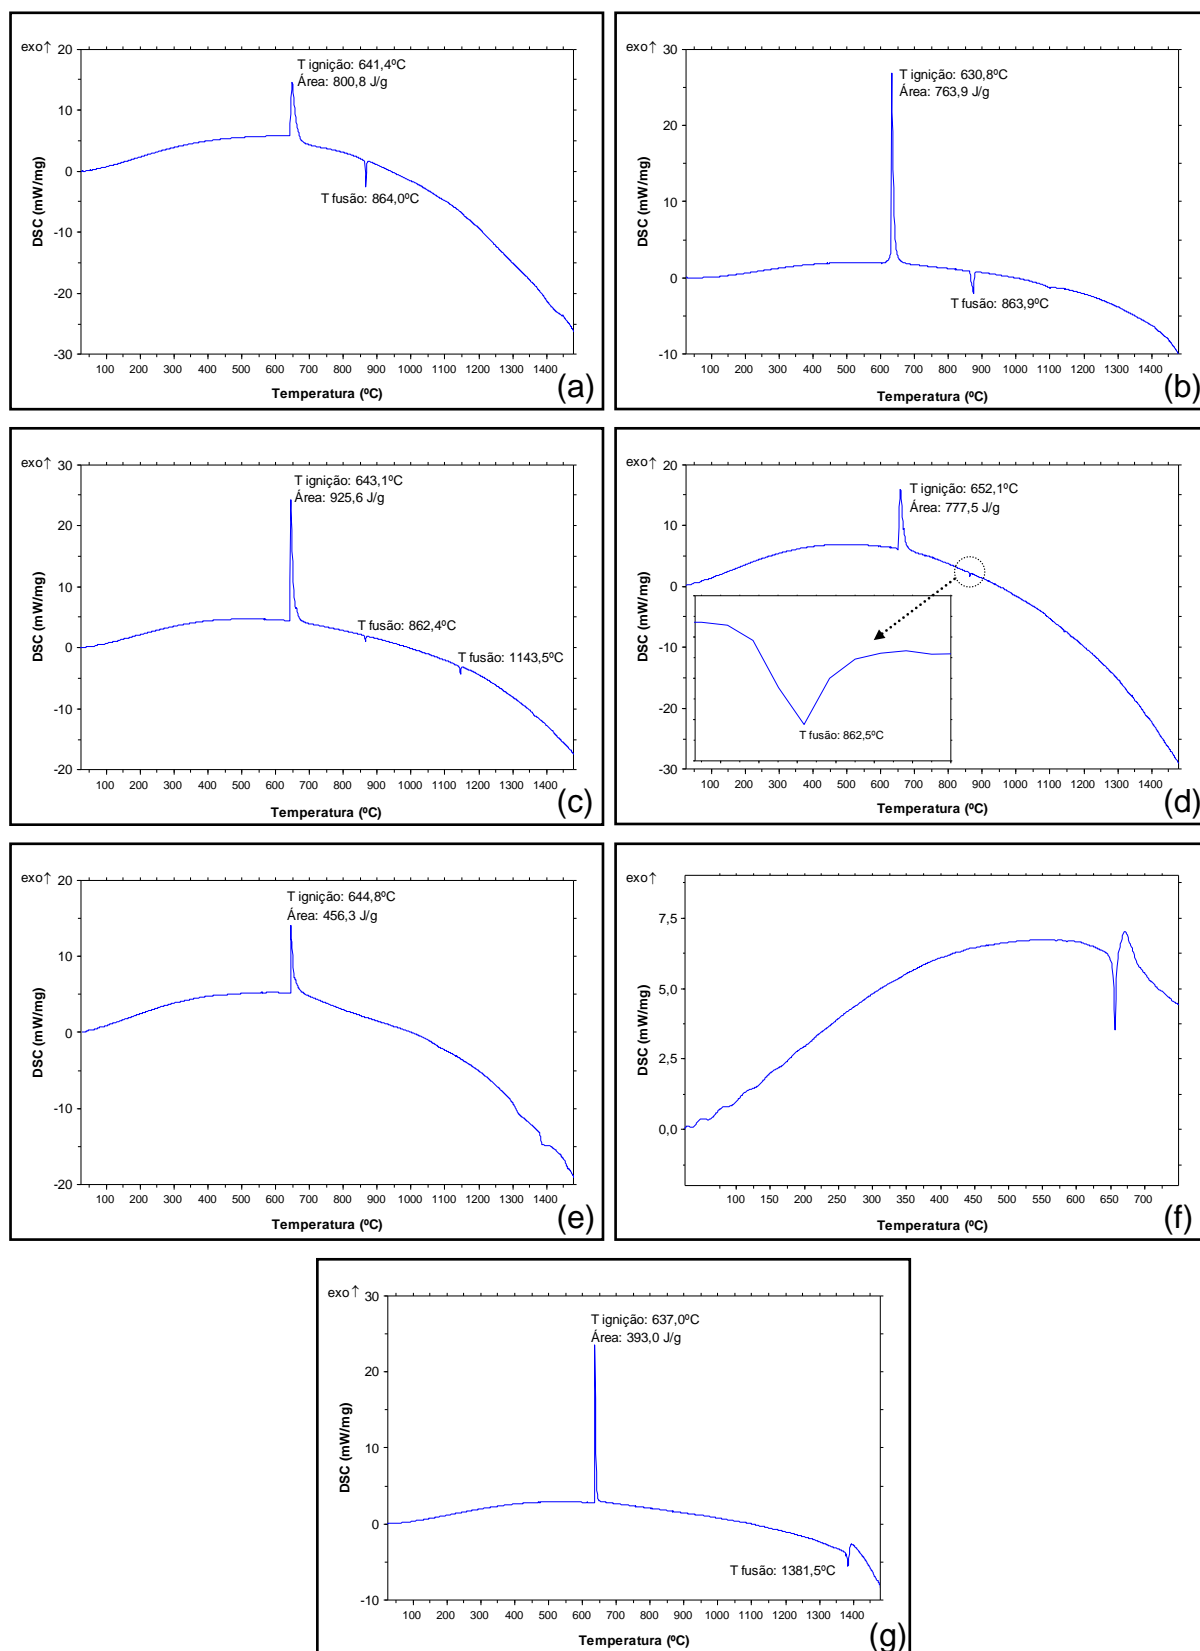 exo↑
20
10
0
-10
-20
-30
DSC (mW/mg)
T ignição: 641,4ºC
Área: 800,8 J/g
T fusão: 864,0ºC
100 200 300 400 500 600 700 800 900 1000 1100 1200 1300 1400
Temperatura (ºC)
(a)
exo↑
30
20
10
0
-10
DSC (mW/mg)
T ignição: 630,8ºC
Área: 763,9 J/g
T fusão: 863,9ºC
100 200 300 400 500 600 700 800 900 1000 1100 1200 1300 1400
Temperatura (ºC)
(b)
exo↑
30
20
10
0
-10
-20
DSC (mW/mg)
T ignição: 643,1ºC
Área: 925,6 J/g
T fusão: 862,4ºC
T fusão: 1143,5ºC
100 200 300 400 500 600 700 800 900 1000 1100 1200 1300 1400
Temperatura (ºC)
(c)
exo↑
20
10
0
-10
-20
-30
DSC (mW/mg)
T ignição: 652,1ºC
Área: 777,5 J/g
T fusão: 862,5ºC
100 200 300 400 500 600 700 800 900 1000 1100 1200 1300 1400
Temperatura (ºC)
(d)
exo↑
20
10
0
-10
-20
DSC (mW/mg)
T ignição: 644,8ºC
Área: 456,3 J/g
100 200 300 400 500 600 700 800 900 1000 1100 1200 1300 1400
Temperatura (ºC)
(e)
exo↑
7,5
5,0
2,5
0,0
DSC (mW/mg)
100 150 200 250 300 350 400 450 500 550 600 650 700
Temperatura (ºC)
(f)
exo↑
30
20
10
0
-10
DSC (mW/mg)
T ignição: 637,0ºC
Área: 393,0 J/g
T fusão: 1381,5ºC
100 200 300 400 500 600 700 800 900 1000 1100 1200 1300 1400
Temperatura (ºC)
(g)